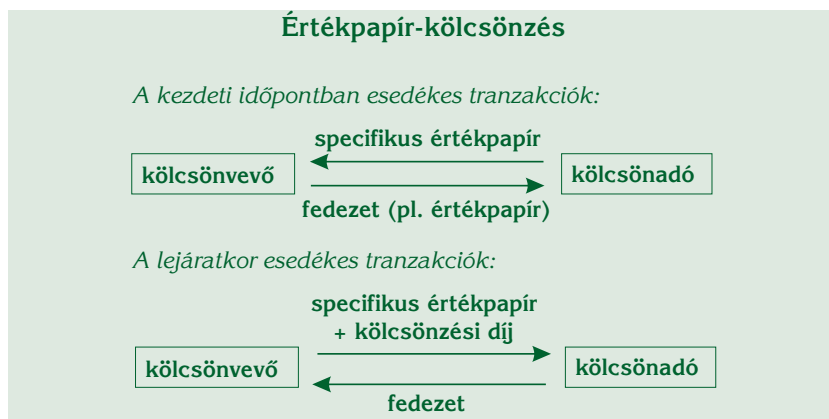 Értékpapír-kölcsönzés
A kezdeti időpontban esedékes tranzakciók:
specifikus értékpapír
kölcsönvevő
kölcsönadó
fedezet (pl. értékpapír)
A lejáratkor esedékes tranzakciók:
specifikus értékpapír
+ kölcsönzési díj
kölcsönvevő
kölcsönadó
fedezet